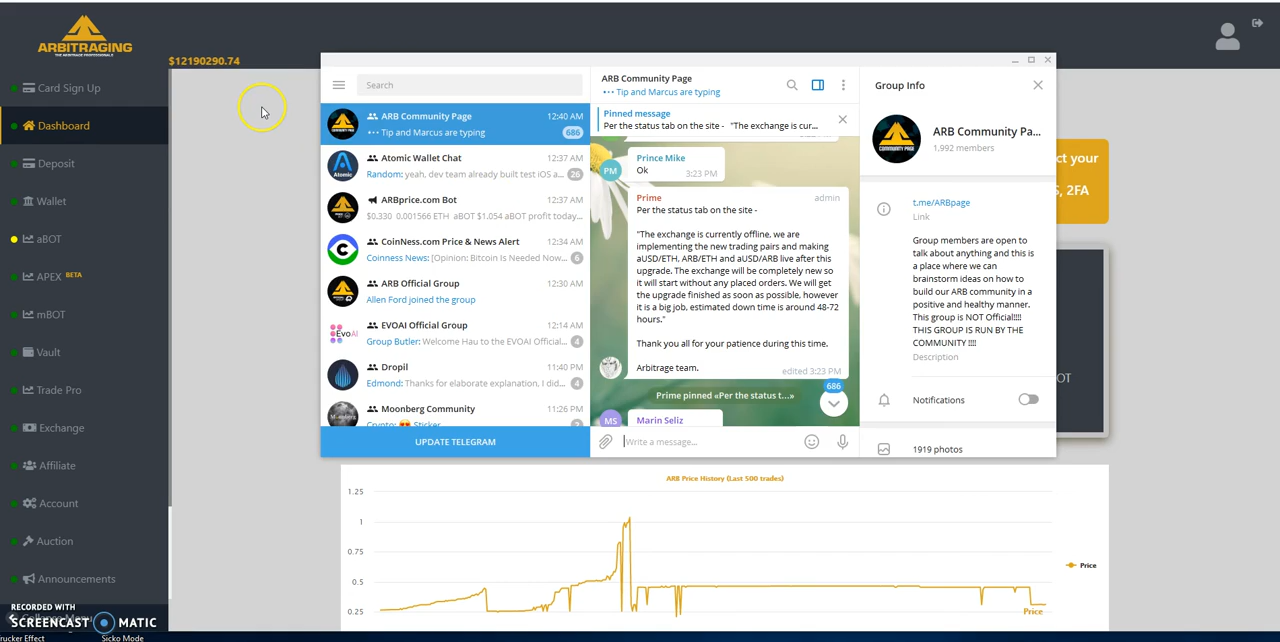 ARBITRAGING
THE ARBITRAGE PROFESSIONALS
$12190290.74
Card Sign Up
Dashboard
Deposit
Wallet
aBOT
APEX BETA
mBOT
Vault
Trade Pro
Exchange
Affiliate
Account
Auction
Announcements
RECORDED WITH
SCREENCAST MATIC
Sicko Mode
Search
ARB Community Page 12:40 AM
Tip and Marcus are typing 686
Atomic Wallet Chat 12:37 AM
Random: yeah, dev team already built test iOS a... 26
ARBprice.com Bot 12:37 AM
$0.330 0.001566 ETH aBOT $1,054 aBOT profit today...
CoinNess.com Price & News Alert 12:34 AM
Coinness News: [Opinion: Bitcoin Is Needed Now... 6
ARB Official Group 12:30 AM
Allen Ford joined the group
EVOAI Official Group 12:14 AM
Group Butler: Welcome Hau to the EVOAI Official... 4
EvoAI
Dropil 11:40 PM
Edmond: Thanks for elaborate explanation, I did... 4
Moonberg Community 11:26 PM
Crypto: Sticker
UPDATE TELEGRAM
ARB Community Page
Tip and Marcus are typing
Pinned message
Per the status tab on the site - "The exchange is cur...
PM
Prince Mike
Ok 3:23 PM
Prime admin
Per the status tab on the site -
"The exchange is currently offline, we are
implementing the new trading pairs and making
aUSD/ETH, ARB/ETH and aUSD/ARB live after this
upgrade. The exchange will be completely new so
it will start without any placed orders. We will get
the upgrade finished as soon as possible, however
it is a big job, estimated down time is around 48-72
hours."
Thank you all for your patience during this time.
Arbitrage team. edited 3:23 PM
686
Prime pinned «Per the status t...»
MS
Marin Seliz
Write a message...
Group Info
COMMUNITY PAGE
ARB Community Pa...
1,992 members
t.me/ARBpage
Link
Group members are open to
talk about anything and this is
a place where we can
brainstorm ideas on how to
build our ARB community in a
positive and healthy manner.
This group is NOT Official!!!!
THIS GROUP IS RUN BY THE
COMMUNITY !!!!
Description
Notifications
1919 photos
ct your
S, 2FA
OT
ARB Price History (Last 500 trades)
1.25
1
0.75
0.5
0.25
Price
Price